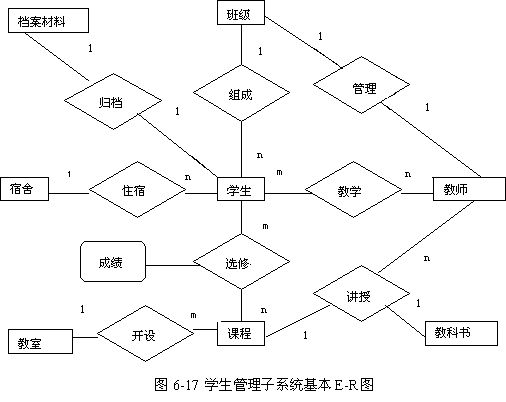 档案材料
班级
1
1
1
归档
组成
管理
1
1
n
m
宿舍
1
住宿
n
学生
教学
n
教师
m
成绩
选修
n
讲授
1
m
n
1
教室
开设
课程
1
教科书
图 6-17 学生管理子系统基本 E-R 图